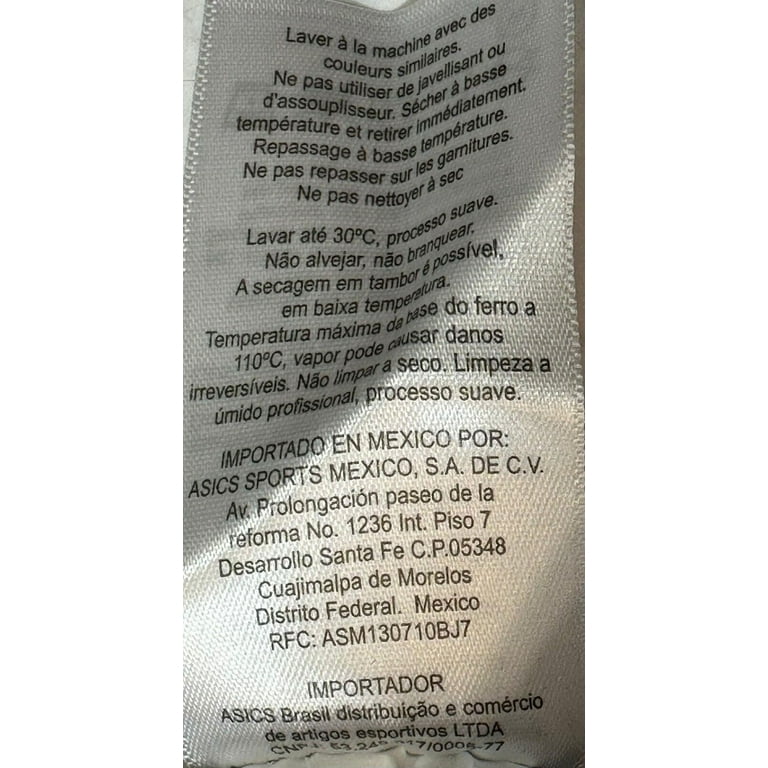 Laver à la machine avec des
couleurs similaires.
Ne pas utiliser de javellisant ou
d'assouplisseur. Sécher à basse
température et retirer immédiatement.
Repassage à basse température.
Ne pas repasser sur les garnitures.
Ne pas nettoyer à sec
Lavar até 30ºC, processo suave.
Não alvejar, não branquear,
A secagem em tambor é possível,
em baixa temperatura.
Temperatura máxima da base do ferro a
110ºC, vapor pode causar danos
irreversíveis. Não limpar a seco. Limpeza a
úmido profissional, processo suave.
IMPORTADO EN MEXICO POR:
ASICS SPORTS MEXICO, S.A. DE C.V.
Av. Prolongación paseo de la
reforma No. 1236 Int. Piso 7
Desarrollo Santa Fe C.P.05348
Cuajimalpa de Morelos
Distrito Federal. Mexico
RFC: ASM130710BJ7
IMPORTADOR
ASICS Brasil distribuição e comércio
de artigos esportivos LTDA